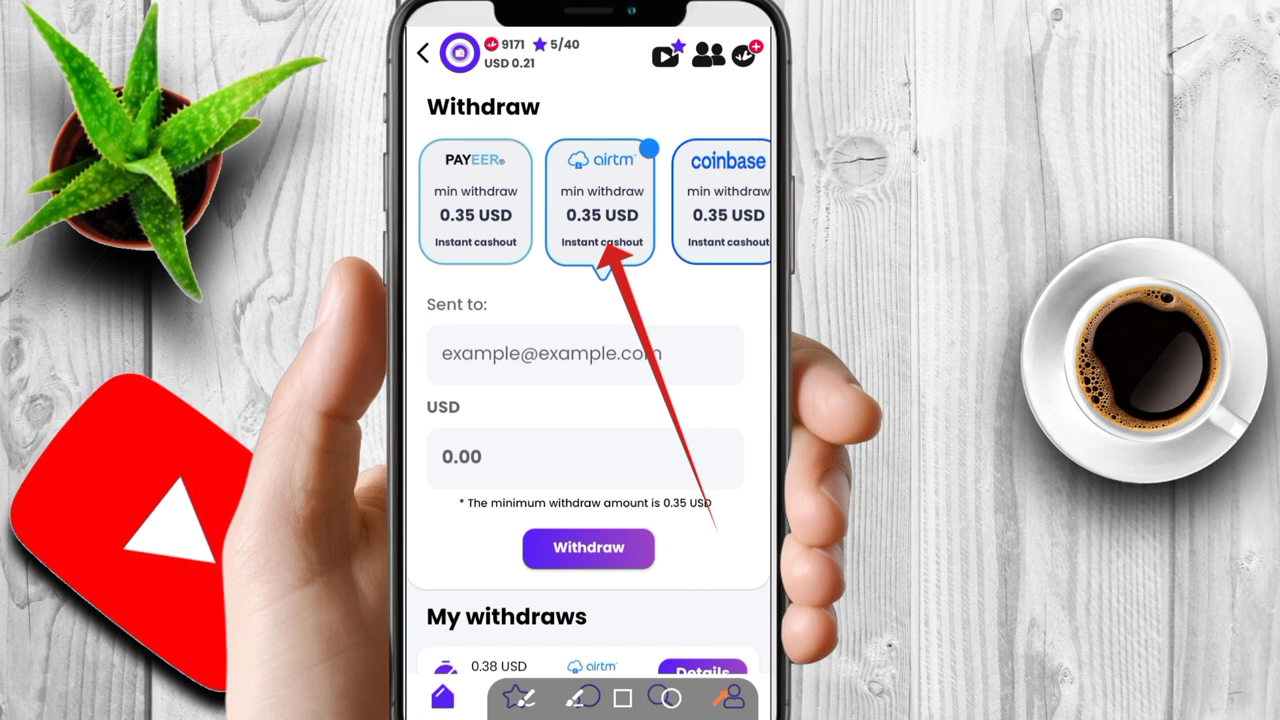 9171 5/40
USD 0.21
Withdraw
PAYEER®
min withdraw
0.35 USD
Instant cashout
airtm
min withdraw
0.35 USD
Instant cashout
coinbase
min withdraw
0.35 USD
Instant cashout
Sent to:
example@example.com
USD
0.00
* The minimum withdraw amount is 0.35 USD
Withdraw
My withdraws
0.38 USD airtm Details